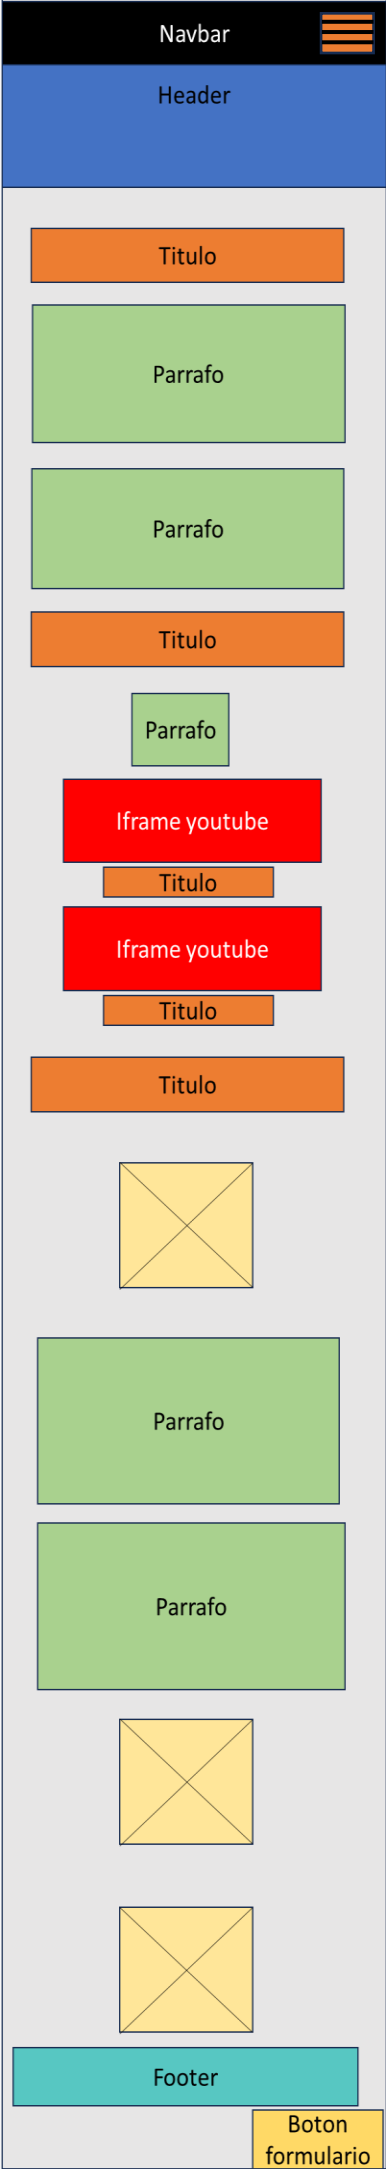 Navbar
Header
Titulo
Parrafo
Parrafo
Titulo
Parrafo
Iframe youtube
Titulo
Iframe youtube
Titulo
Titulo
Parrafo
Parrafo
Footer
Boton
formulario